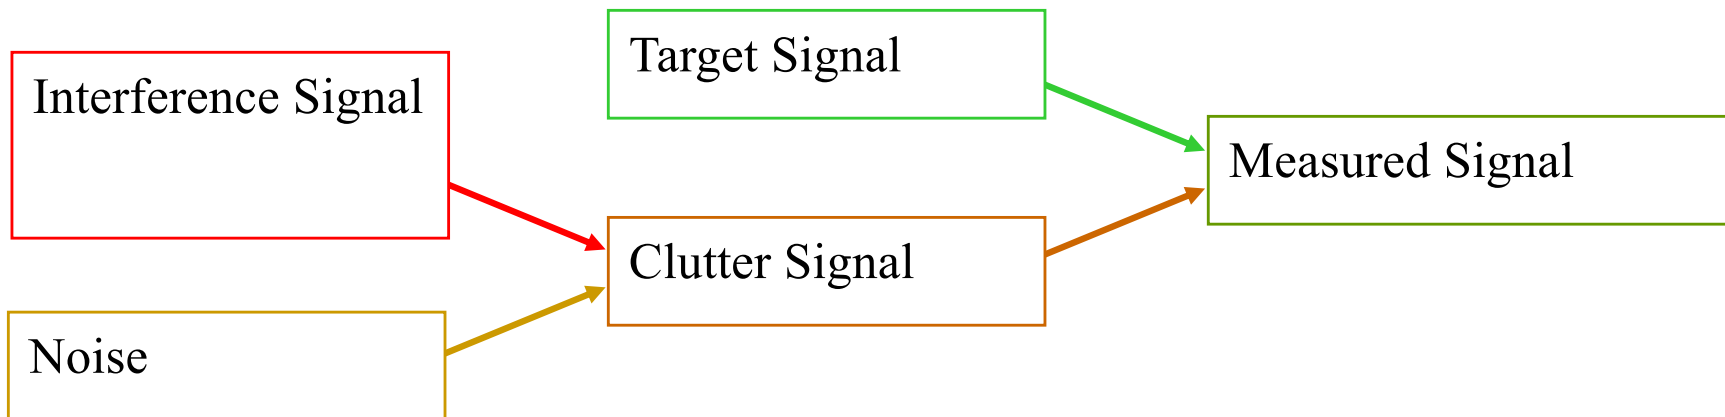 Interference Signal
Target Signal
Measured Signal
Clutter Signal
Noise